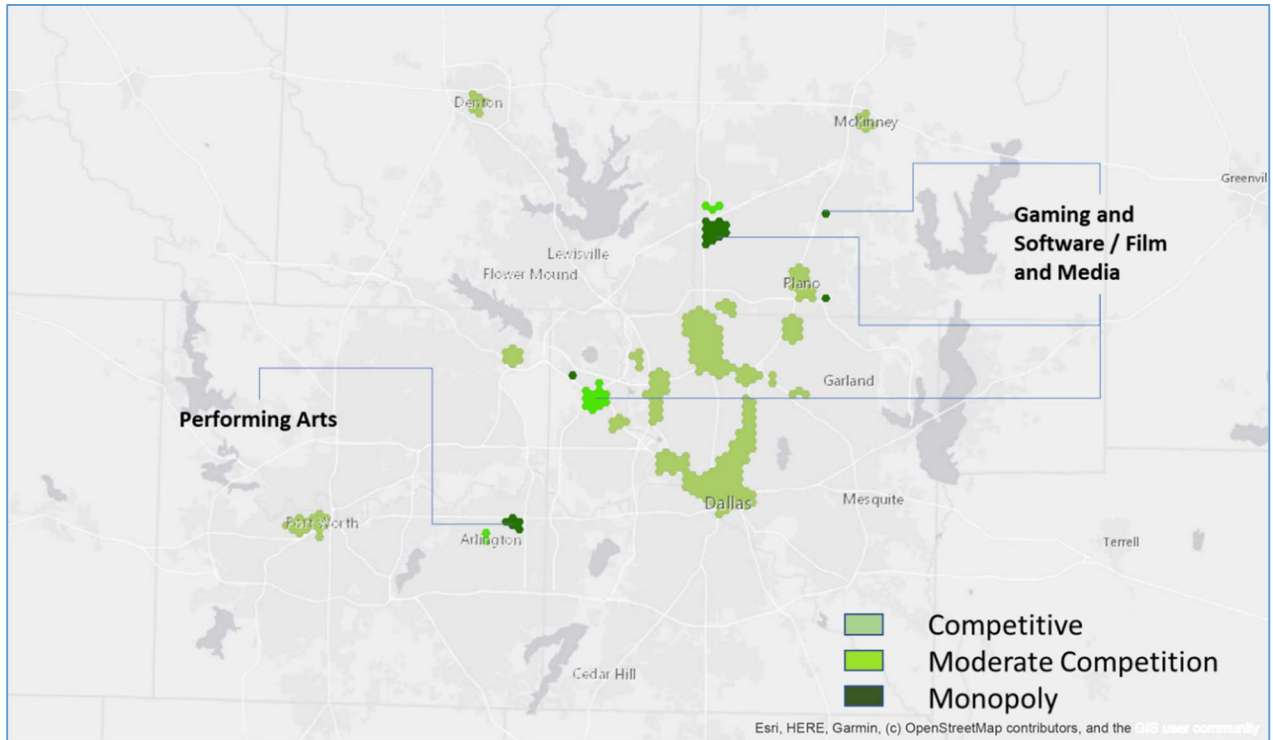 Denton
McKinney
Greenvil
Gaming and
Software / Film
and Media
Lewisville
Flower Mound
Plano
Garland
Performing Arts
Dallas
Mesquite
Fort Worth
Arlington
Terrell
Cedar Hill
Competitive
Moderate Competition
Monopoly
Esri, HERE, Garmin, (c) OpenStreetMap contributors, and the GIS user community